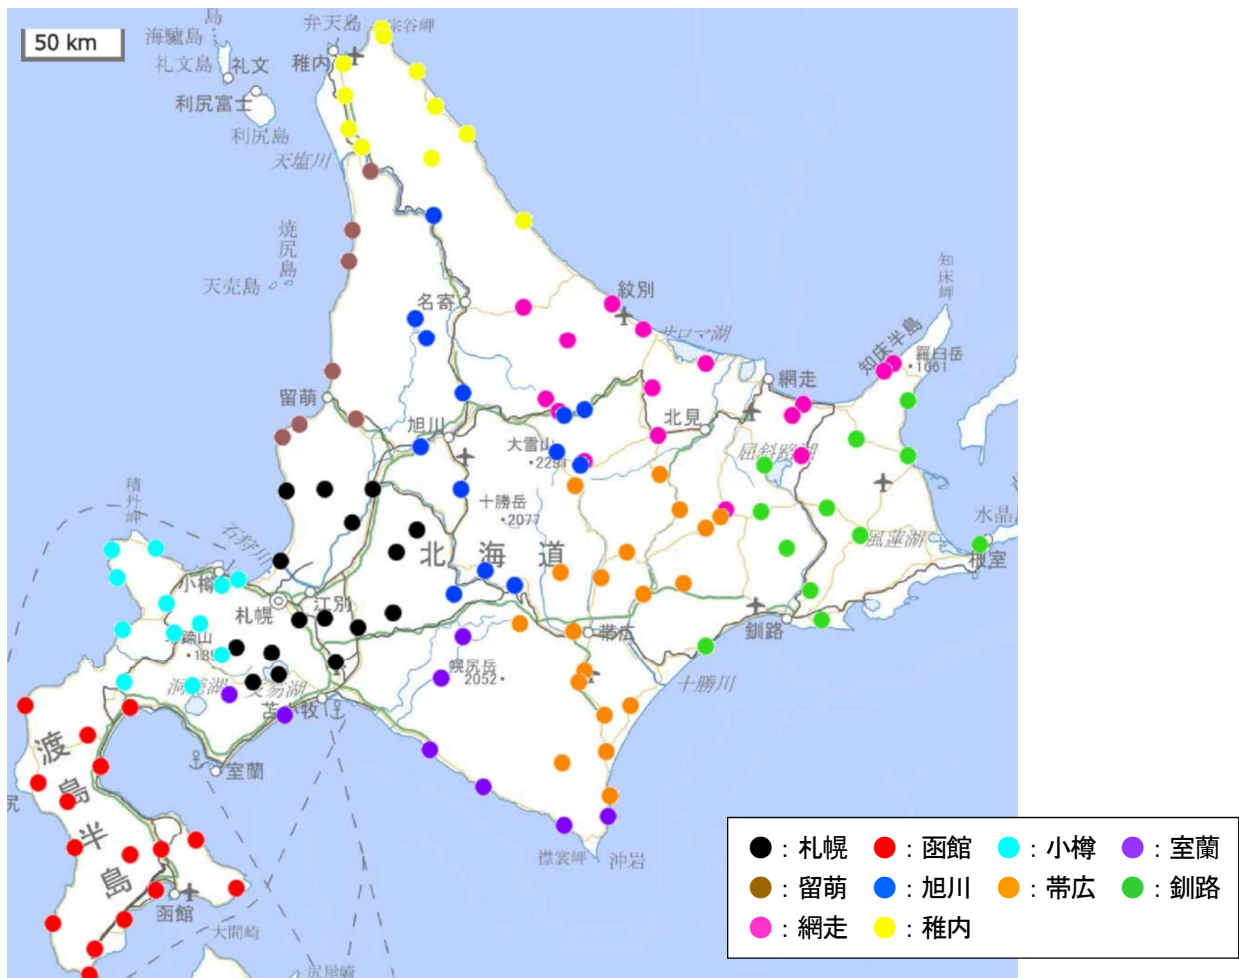 島
弁天島
宗谷岬
50 km
海驢島
礼文島
礼文
稚内
利尻富士
利尻島
天塩川
焼尻島
天売島
名寄
紋別
サロマ湖
知床岬
知床半島
羅臼岳
・1661
網走
留萌
旭川
北見
大雪山
・2291
屈斜路湖
積丹岬
石狩川
十勝岳
・2077
水晶島
風蓮湖
根室
北海道
小樽
札幌
江別
蹄山
・189
帯広
釧路
幌尻岳
2052・
十勝川
洞爺湖
支笏湖
苫小牧
渡島半島
室蘭
尻
襟裳岬
沖岩
函館
大間崎
尻屋崎
：札幌 ：函館 ：小樽 ：室蘭
：留萌 ：旭川 ：帯広 ：釧路
：網走 ：稚内